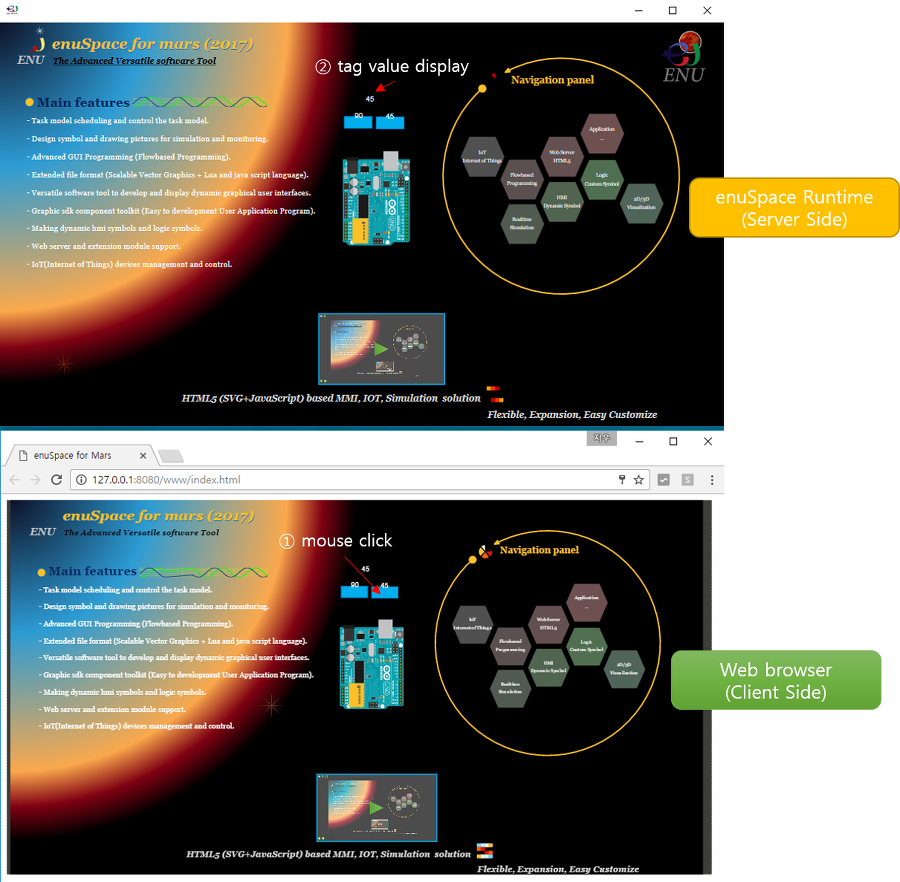 ENU
enuSpace for mars (2017)
The Advanced Versatile software Tool
② tag value display
45
90
45
Main features
- Task model scheduling and control the task model.
- Design symbol and drawing pictures for simulation and monitoring.
- Advanced GUI Programming (Flowbased Programming).
- Extended file format (Scalable Vector Graphics + Lua and java script language).
- Versatile software tool to develop and display dynamic graphical user interfaces.
- Graphic sdk component toolkit (Easy to development User Application Program).
- Making dynamic hmi symbols and logic symbols.
- Web server and extension module support.
- IoT(Internet of Things) devices management and control.
Navigation panel
Application
...
IoT
Internet of Things
Web Server
HTML5
Flowbased
Programming
Logic
Custom Symbol
HMI
Dynamic Symbol
2D/3D
Visualization
Realtime
Simulation
ENU
enuSpace Runtime
(Server Side)
HTML5 (SVG+JavaScript) based MMI, IOT, Simulation solution
Flexible, Expansion, Easy Customize
지우
enuSpace for Mars
127.0.0.1:8080/www/index.html
S
enuSpace for mars (2017)
ENU
The Advanced Versatile software Tool
① mouse click
45
90
45
Main features
- Task model scheduling and control the task model.
- Design symbol and drawing pictures for simulation and monitoring.
- Advanced GUI Programming (Flowbased Programming).
- Extended file format (Scalable Vector Graphics + Lua and java script language).
- Versatile software tool to develop and display dynamic graphical user interfaces.
- Graphic sdk component toolkit (Easy to development User Application Program).
- Making dynamic hmi symbols and logic symbols.
- Web server and extension module support.
- IoT(Internet of Things) devices management and control.
Navigation panel
Application
...
IoT
Internet of Things
Web Server
HTML5
Flowbased
Programming
Logic
Custom Symbol
HMI
Dynamic Symbol
2D/3D
Visualization
Realtime
Simulation
Web browser
(Client Side)
HTML5 (SVG+JavaScript) based MMI, IOT, Simulation solution
Flexible, Expansion, Easy Customize